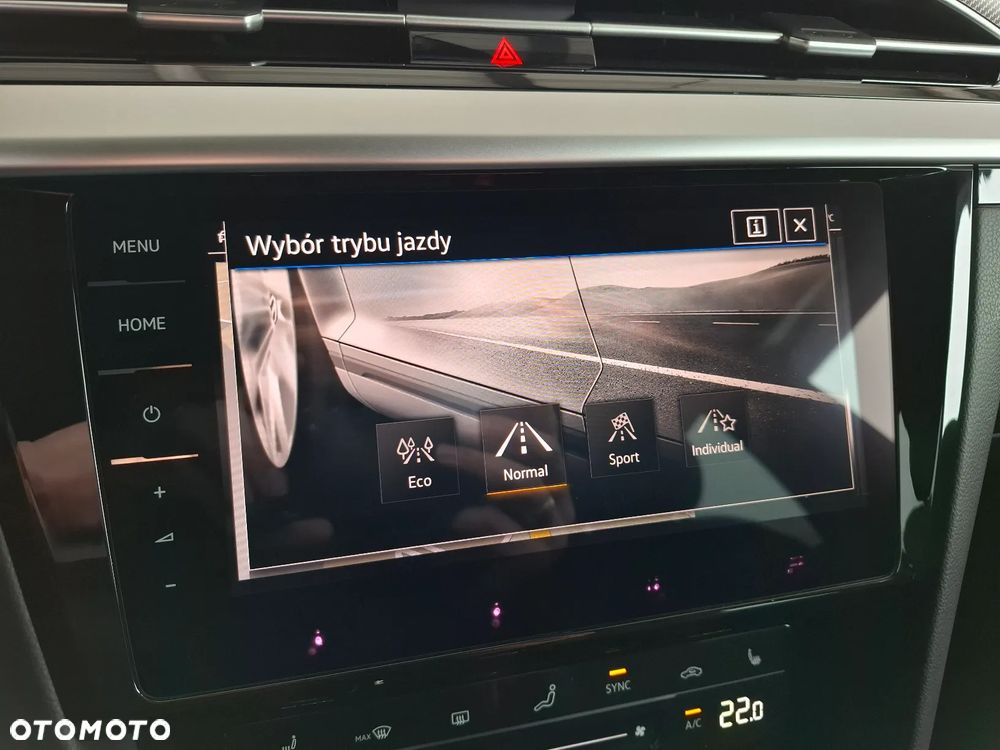 MENU
HOME
Wybór trybu jazdy
Eco
Normal
Sport
Individual
+
-
MAX
SYNC
A/C
22.0
OTOMOTO